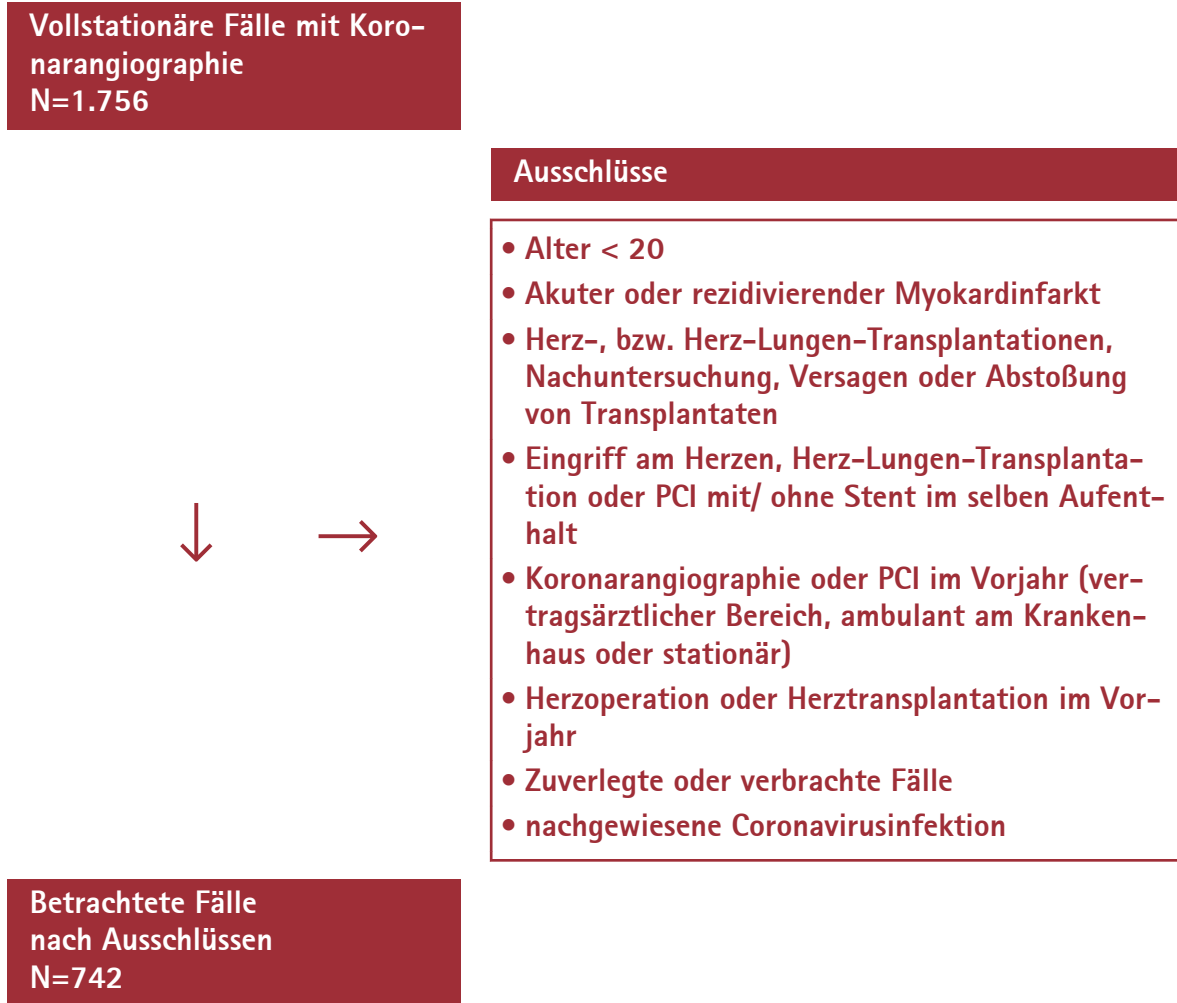 Vollstationäre Fälle mit Koro-
narangiographie
N=1.756
Ausschlüsse
• Alter < 20
• Akuter oder rezidivierender Myokardinfarkt
• Herz-, bzw. Herz-Lungen-Transplantationen,
Nachuntersuchung, Versagen oder Abstoßung
von Transplantaten
• Eingriff am Herzen, Herz-Lungen-Transplanta-
tion oder PCI mit/ ohne Stent im selben Aufent-
halt
• Koronarangiographie oder PCI im Vorjahr (ver-
tragsärztlicher Bereich, ambulant am Kranken-
haus oder stationär)
• Herzoperation oder Herztransplantation im Vor-
jahr
• Zuverlegte oder verbrachte Fälle
• nachgewiesene Coronavirusinfektion
Betrachtete Fälle
nach Ausschlüssen
N=742